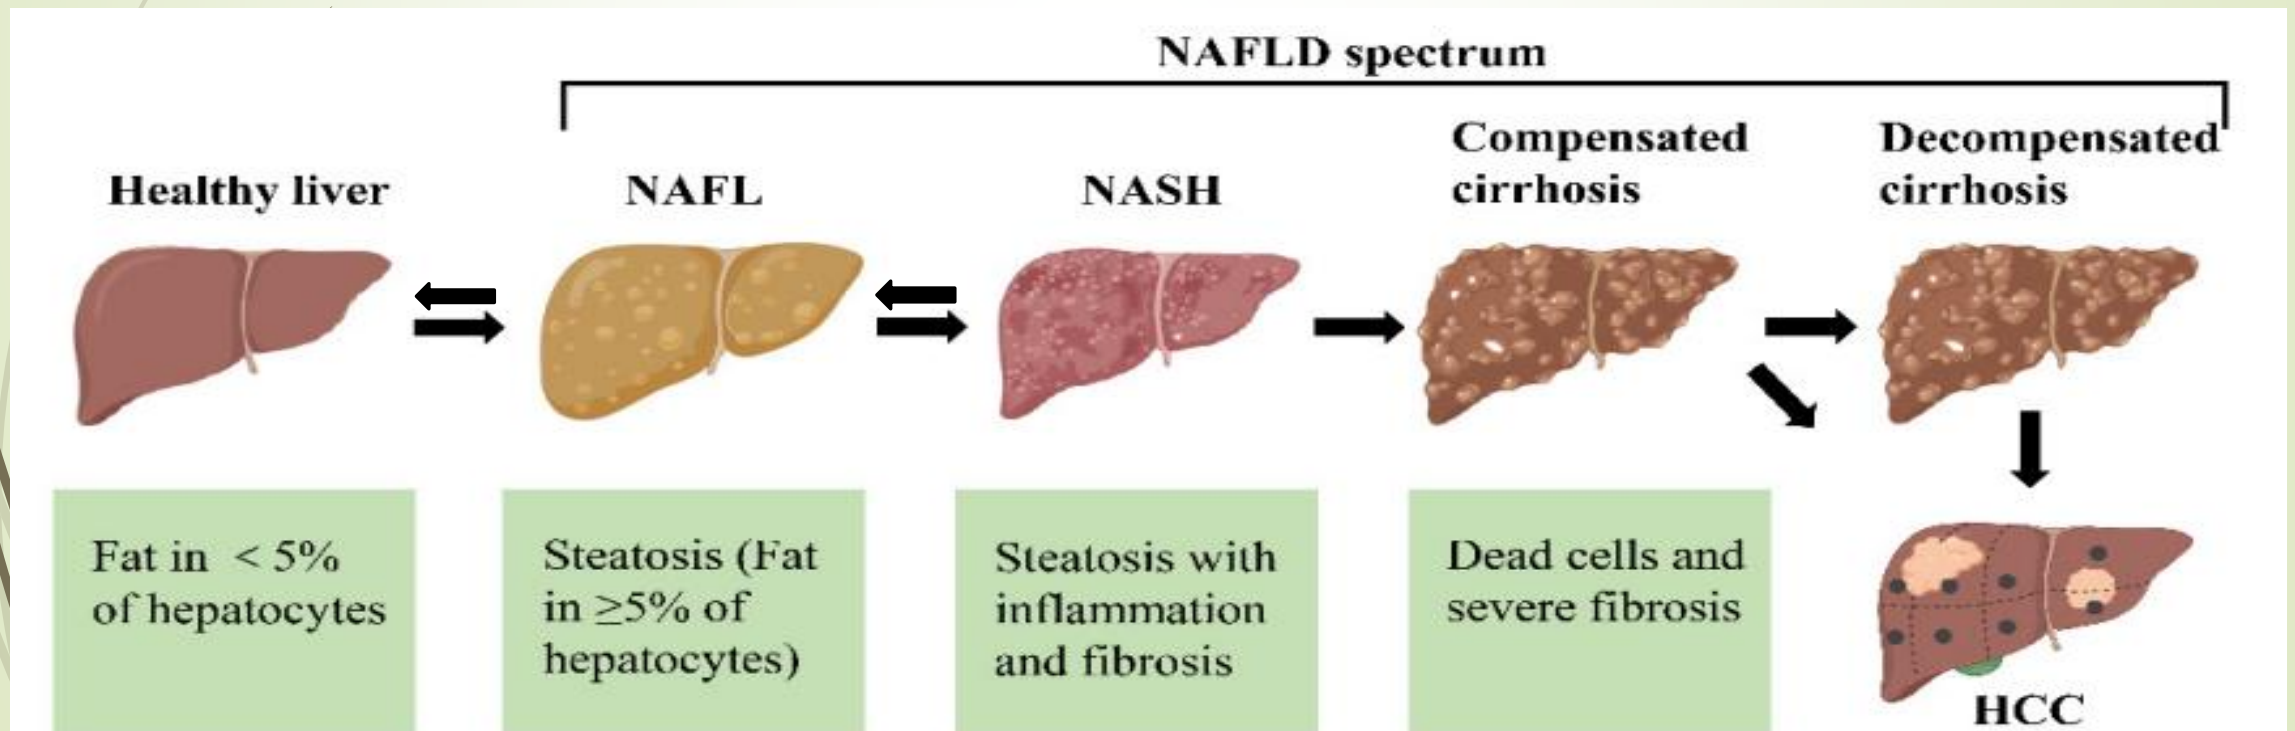 NAFLD spectrum
Healthy liver
NAFL
NASH
Compensated
cirrhosis
Decompensated
cirrhosis
Fat in < 5%
of hepatocytes
Steatosis (Fat
in ≥5% of
hepatocytes)
Steatosis with
inflammation
and fibrosis
Dead cells and
severe fibrosis
HCC